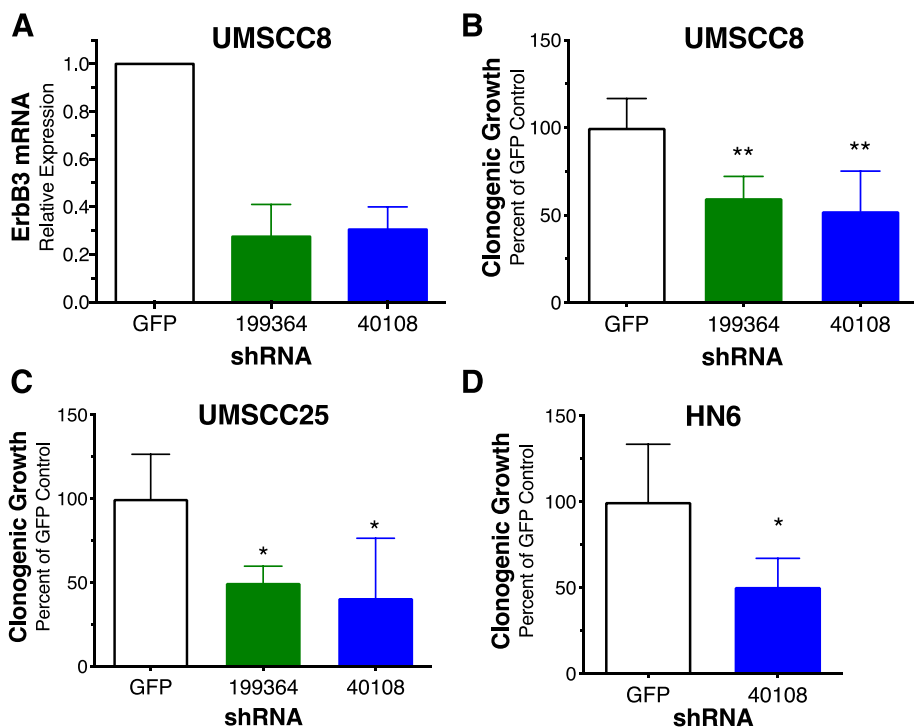 A
UMSCC8
ErbB3 mRNA
Relative Expression
1.0
0.8
0.6
0.4
0.2
0.0
GFP 199364 40108
shRNA
B
UMSCC8
Clonogenic Growth
Percent of GFP Control
150
100
50
0
** **
GFP 199364 40108
shRNA
C
UMSCC25
Clonogenic Growth
Percent of GFP Control
150
100
50
0
* *
GFP 199364 40108
shRNA
D
HN6
Clonogenic Growth
Percent of GFP Control
150
100
50
0
*
GFP 40108
shRNA